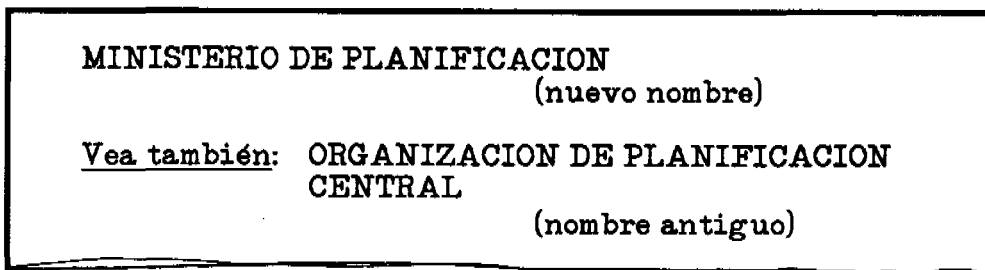 MINISTERIO DE PLANIFICACION
(nuevo nombre)
Vea también: ORGANIZACION DE PLANIFICACION
CENTRAL
(nombre antiguo)